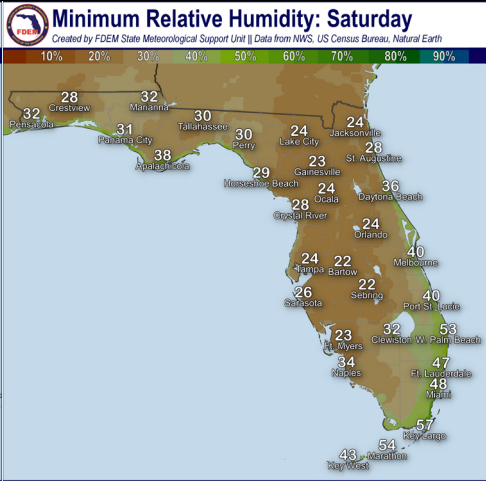 FDEM
Minimum Relative Humidity: Saturday
Created by FDEM State Meteorological Support Unit || Data from NWS, US Census Bureau, Natural Earth
10% 20% 30% 40% 50% 60% 70% 80% 90%
28
Crestview
32
Marianna
32
Pensacola
31
Panama City
30
Tallahassee
38
Apalachicola
30
Perry
24
Lake City
24
Jacksonville
28
St. Augustine
23
Gainesville
29
Horseshoe Beach
24
Ocala
36
Daytona Beach
28
Crystal River
24
Orlando
24
Tampa
22
Bartow
40
Melbourne
26
Sarasota
22
Sebring
40
Port St. Lucie
23
Ft. Myers
32
Clewiston
53
W. Palm Beach
34
Naples
47
Ft. Lauderdale
48
Miami
57
Key Largo
54
Marathon
43
Key West